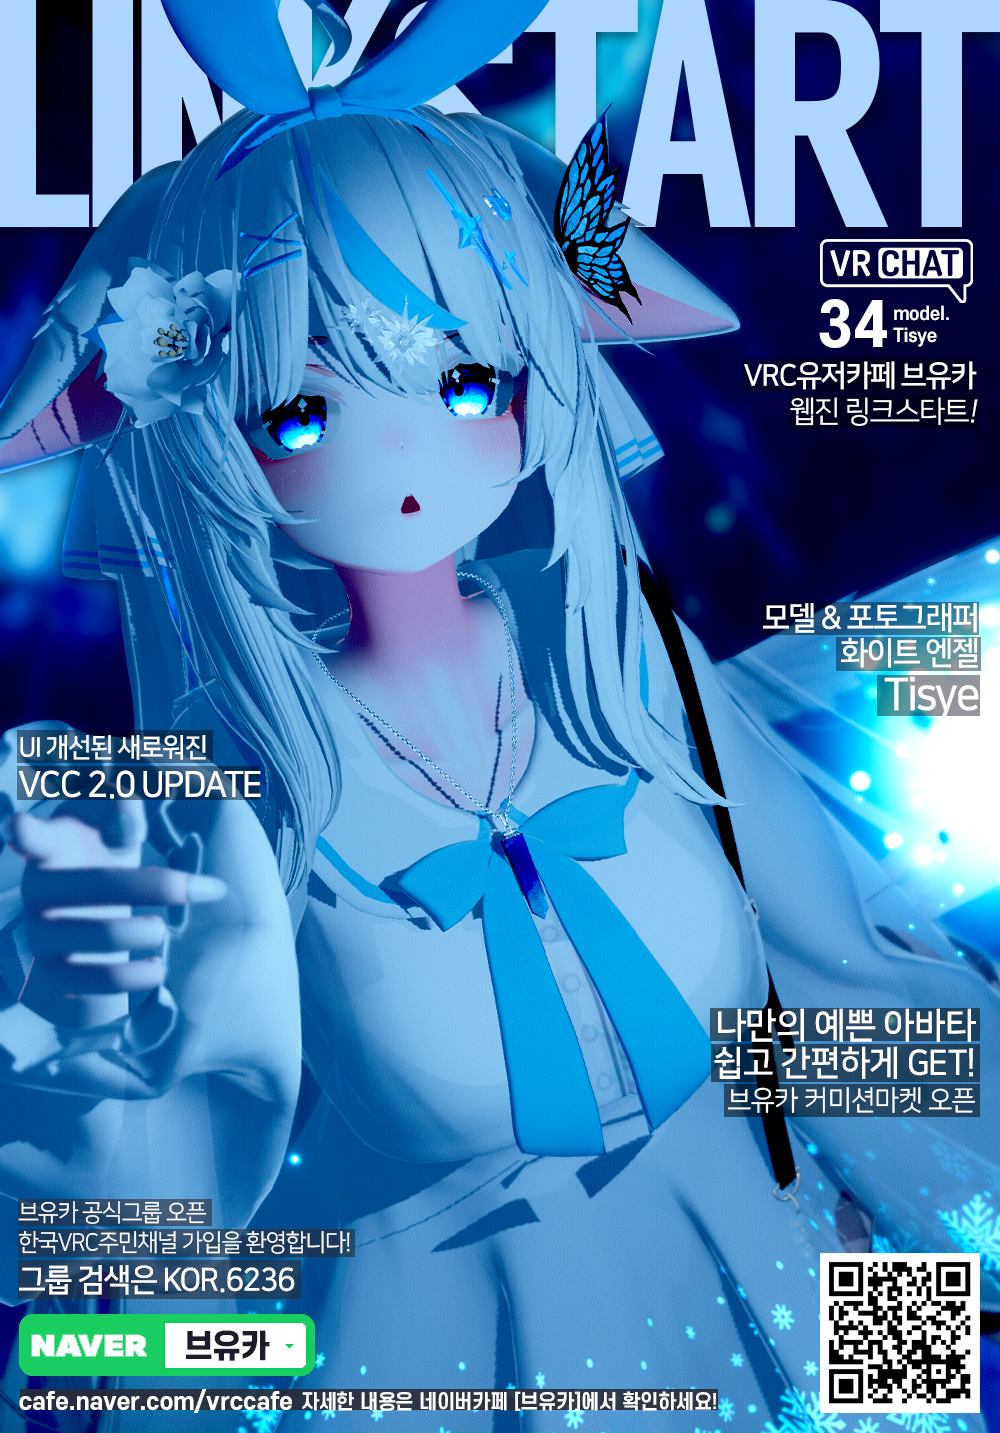 LINKSTART
VR CHAT
34 model.
Tisye
VRC유저카페 브유카
웹진 링크스타트!
모델 & 포토그래퍼
화이트 엔젤
Tisye
UI 개선된 새로워진
VCC 2.0 UPDATE
나만의 예쁜 아바타
쉽고 간편하게 GET!
브유카 커미션마켓 오픈
브유카 공식그룹 오픈
한국VRC주민채널 가입을 환영합니다!
그룹 검색은 KOR.6236
NAVER 브유카
cafe.naver.com/vrccafe 자세한 내용은 네이버카페 [브유카]에서 확인하세요!